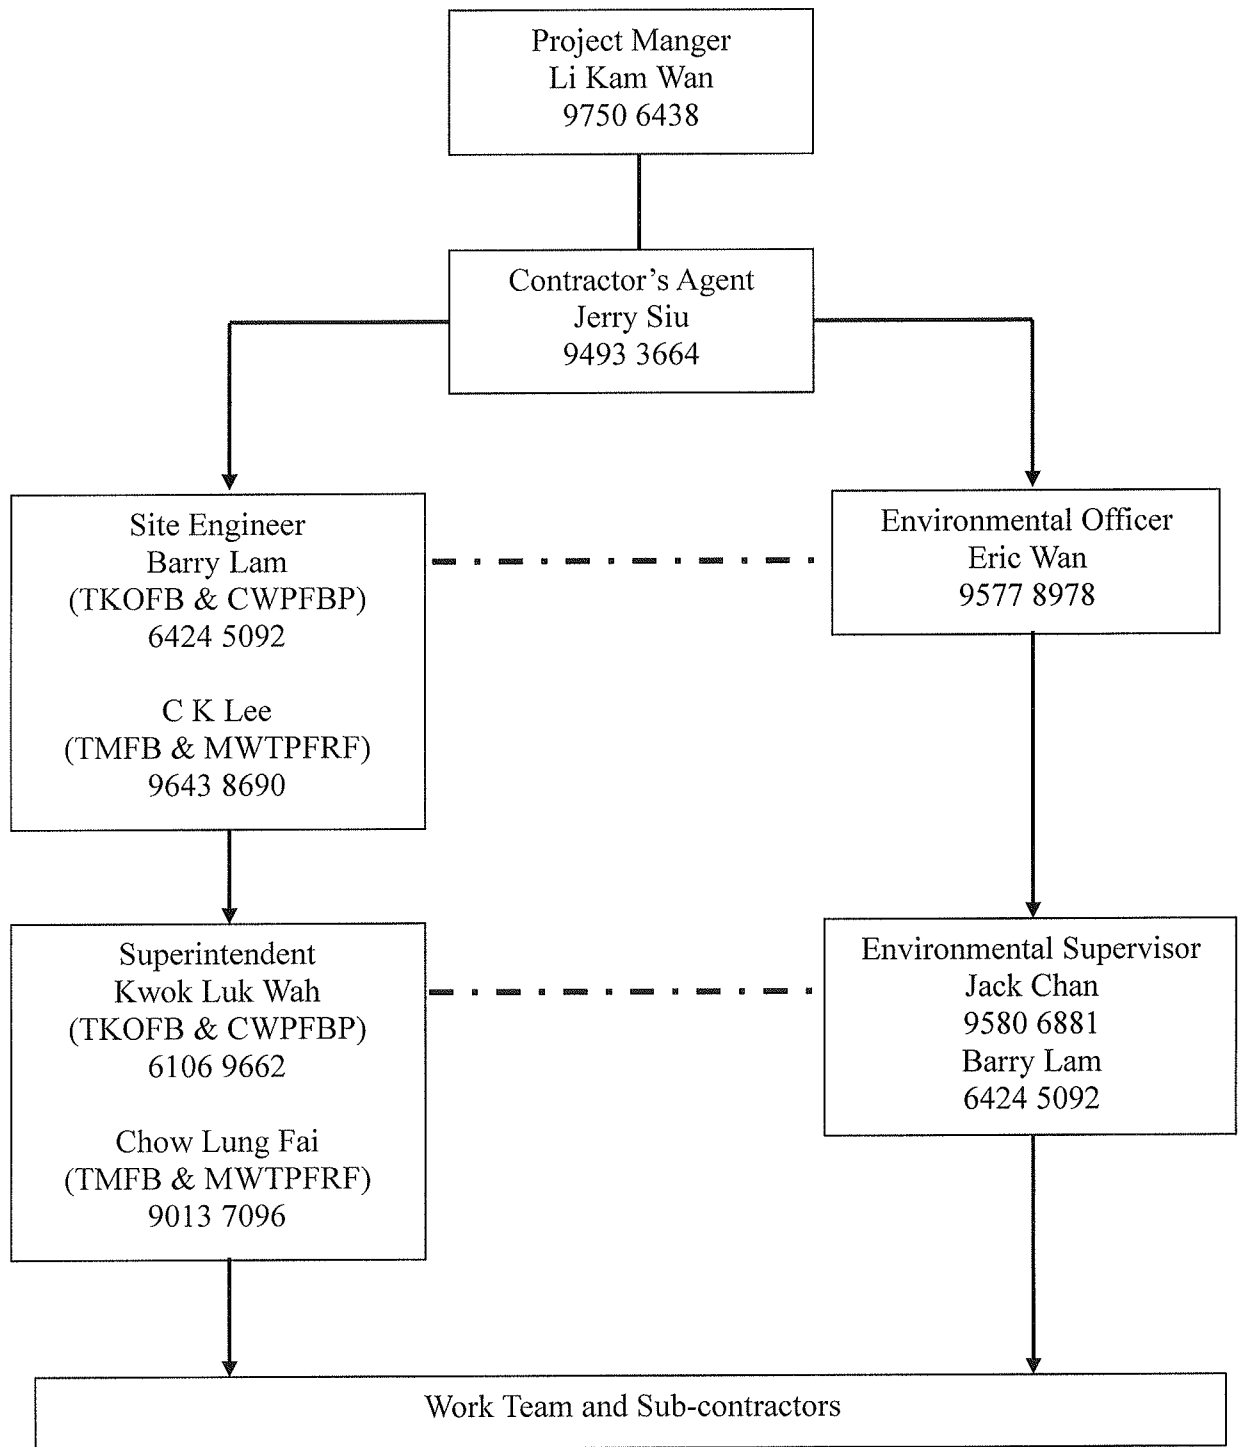 Project Manger
Li Kam Wan
9750 6438
Contractor’s Agent
Jerry Siu
9493 3664
Site Engineer
Barry Lam
(TKOFB & CWPFBP)
6424 5092
C K Lee
(TMFB & MWTPFRF)
9643 8690
Environmental Officer
Eric Wan
9577 8978
Superintendent
Kwok Luk Wah
(TKOFB & CWPFBP)
6106 9662
Chow Lung Fai
(TMFB & MWTPFRF)
9013 7096
Environmental Supervisor
Jack Chan
9580 6881
Barry Lam
6424 5092
Work Team and Sub-contractors